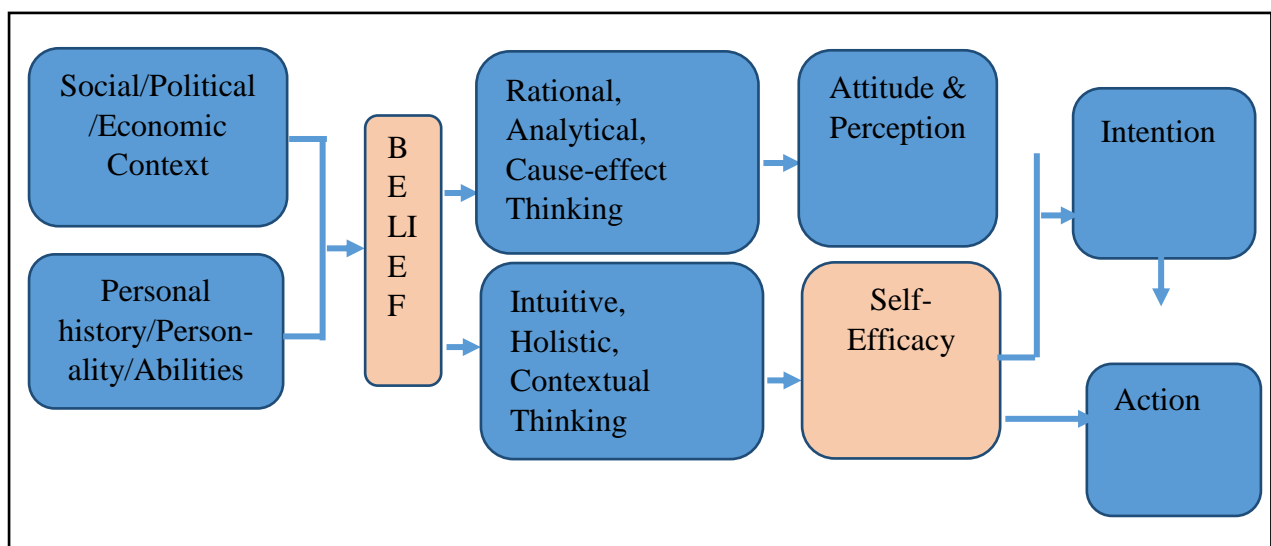 Social/Political
/Economic
Context
Personal
history/Person-
ality/Abilities
B
E
LI
E
F
Rational,
Analytical,
Cause-effect
Thinking
Intuitive,
Holistic,
Contextual
Thinking
Attitude &
Perception
Self-
Efficacy
Intention
Action